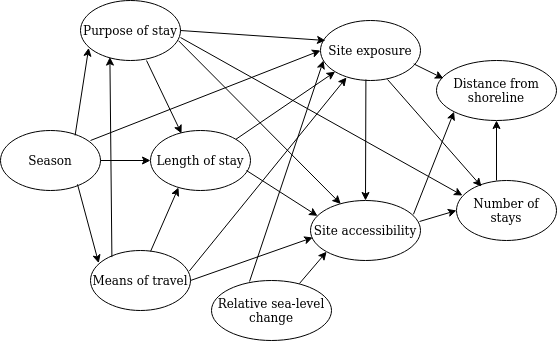 Purpose of stay
Site exposure
Distance from
shoreline
Season
Length of stay
Number of
stays
Site accessibility
Means of travel
Relative sea-level
change